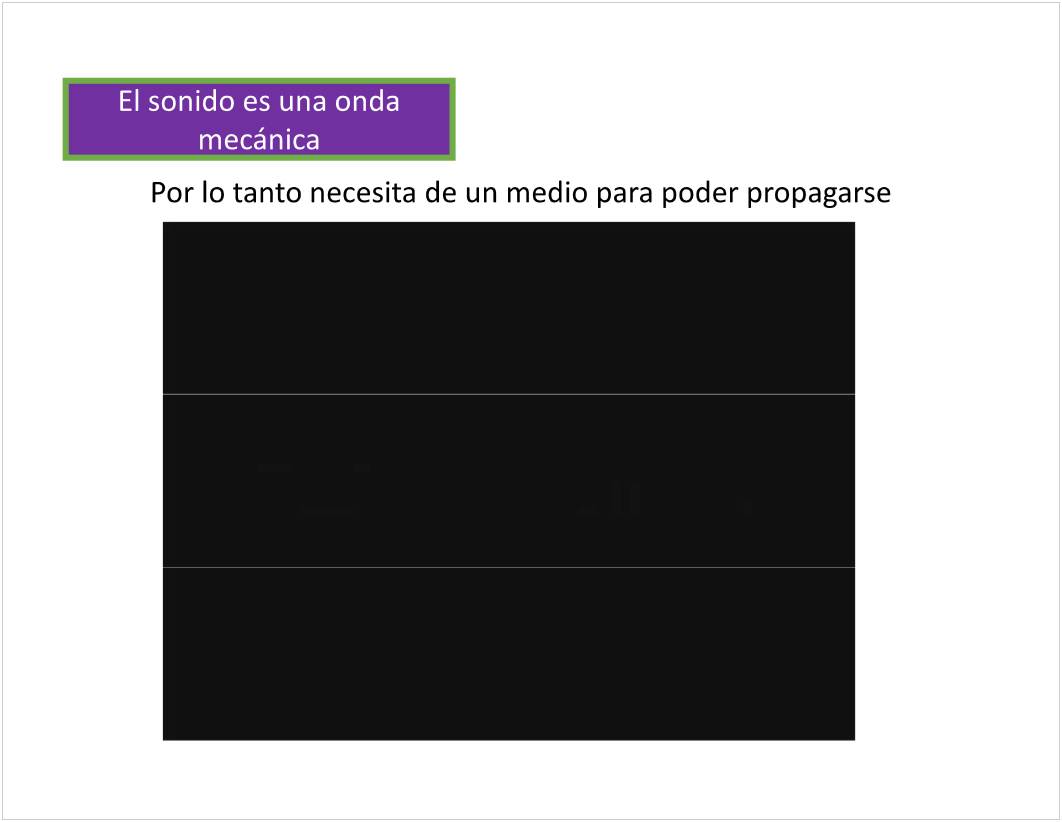 El sonido es una onda
mecánica
Por lo tanto necesita de un medio para poder propagarse